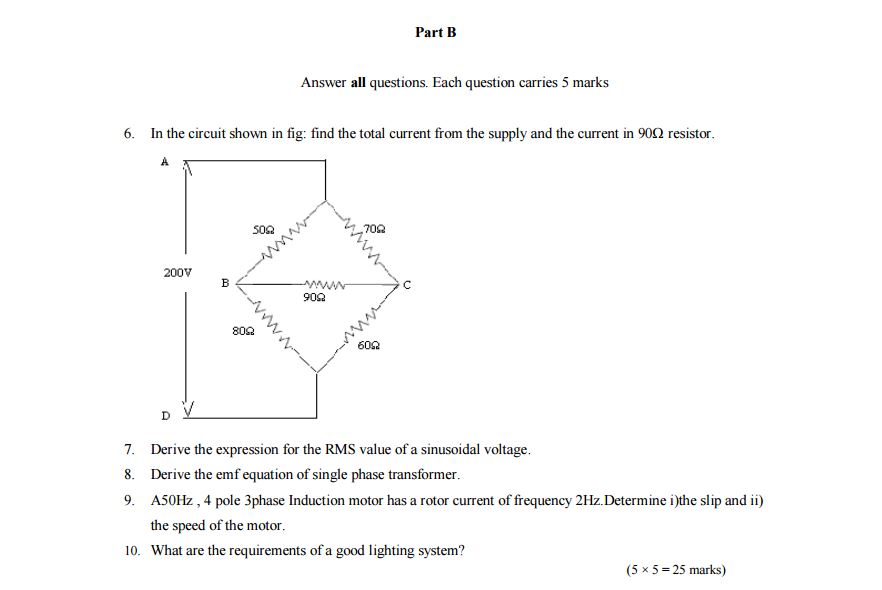 Part B
Answer all questions. Each question carries 5 marks
6. In the circuit shown in fig: find the total current from the supply and the current in 90Ω resistor.
A
50Ω
70Ω
200V
B
C
90Ω
80Ω
60Ω
D
7. Derive the expression for the RMS value of a sinusoidal voltage.
8. Derive the emf equation of single phase transformer.
9. A50Hz , 4 pole 3phase Induction motor has a rotor current of frequency 2Hz.Determine i)the slip and ii)
the speed of the motor.
10. What are the requirements of a good lighting system?
(5 × 5 = 25 marks)